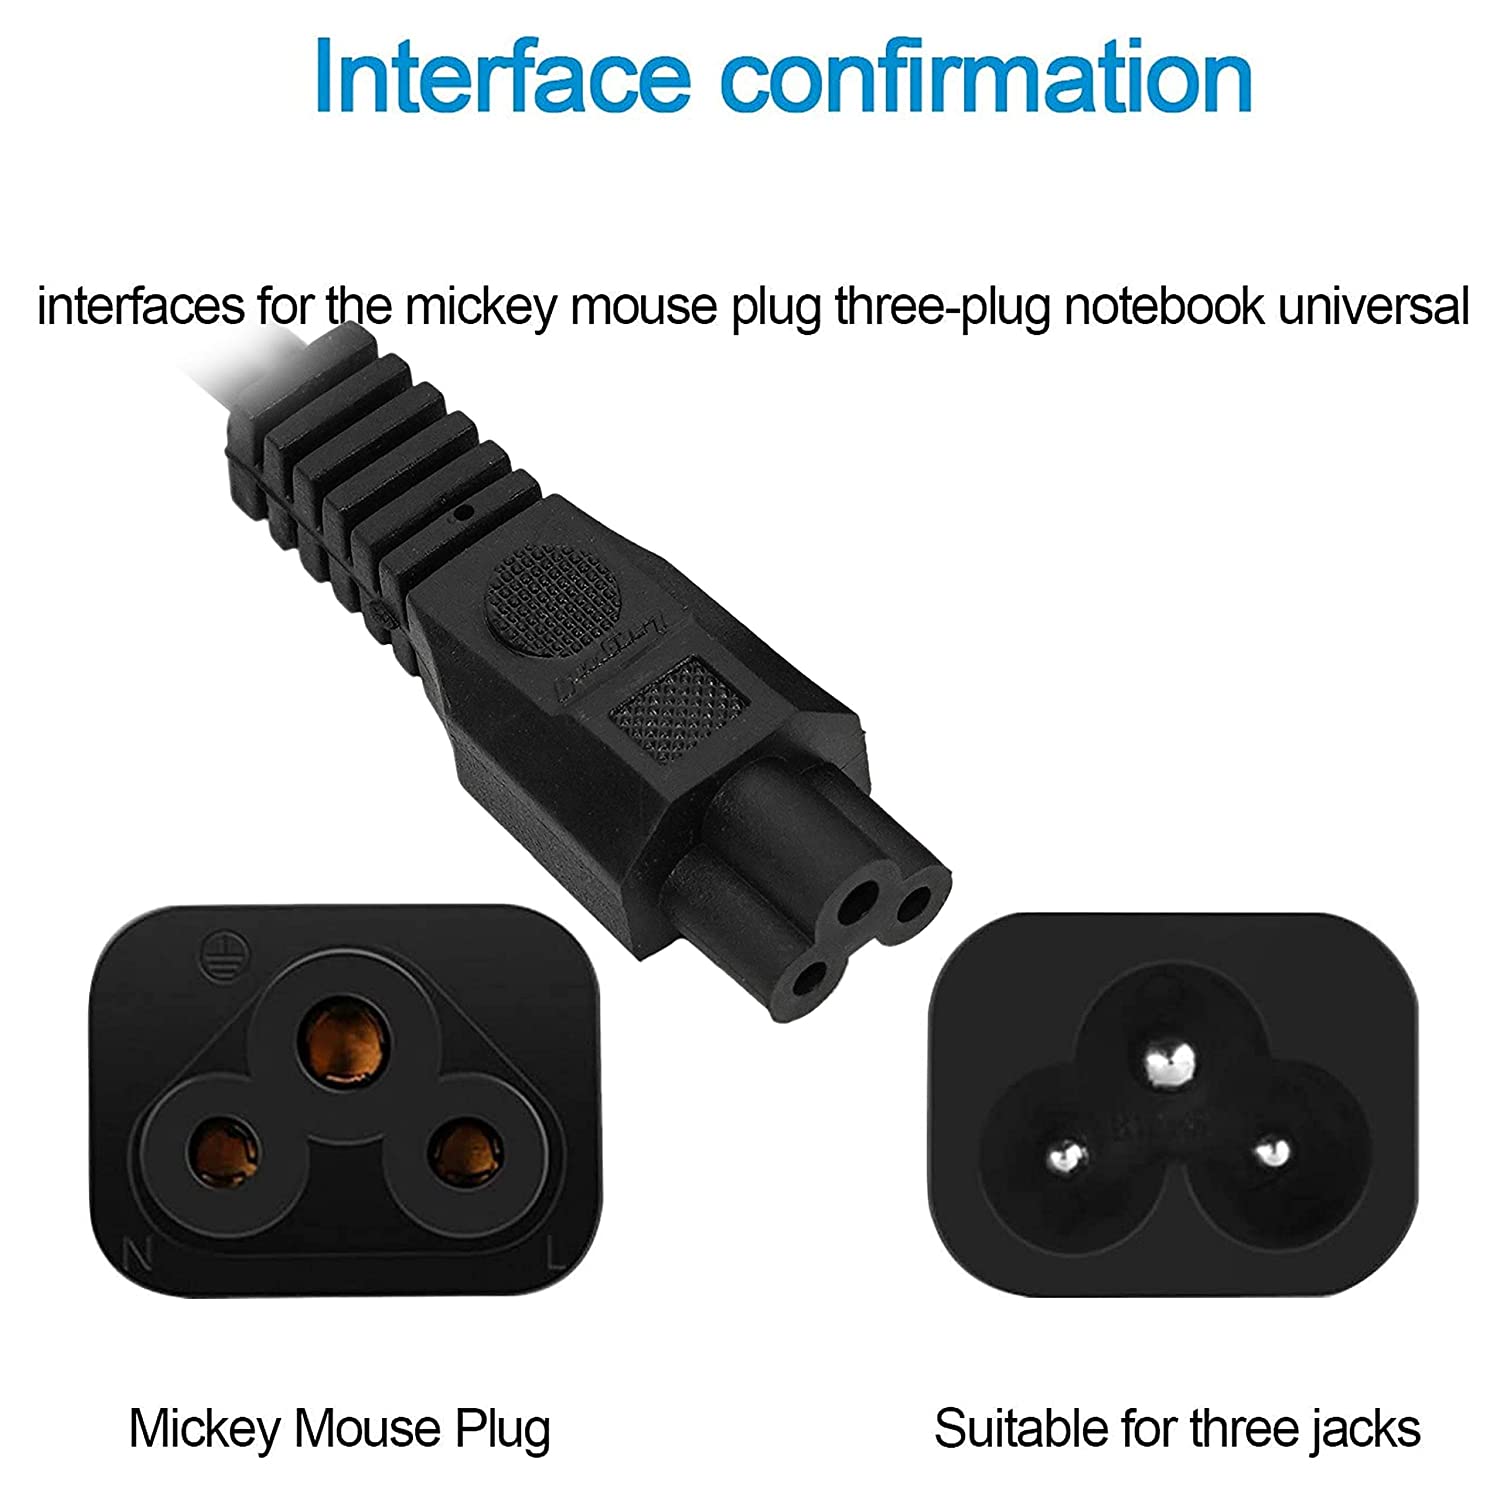 Interface confirmation
interfaces for the mickey mouse plug three-plug notebook universal
N
L
Mickey Mouse Plug
Suitable for three jacks